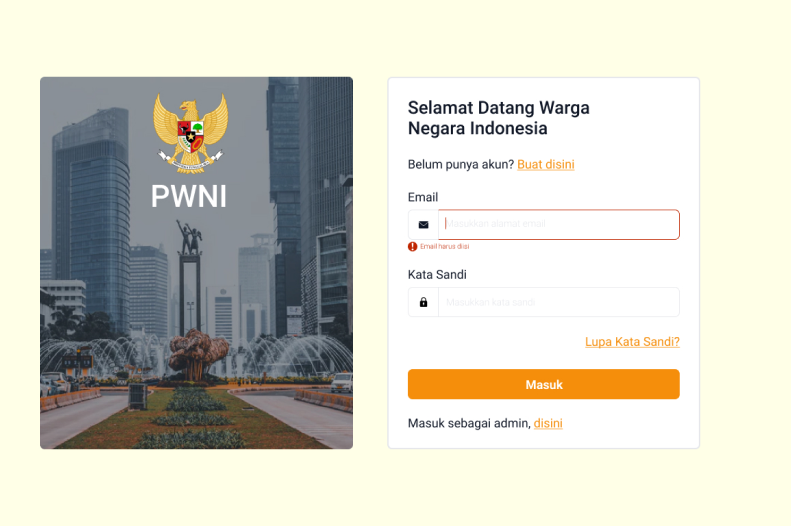 PWNI
Selamat Datang Warga
Negara Indonesia
Belum punya akun? Buat disini
Email
Masukkan alamat email
Email harus diisi
Kata Sandi
Masukkan kata sandi
Lupa Kata Sandi?
Masuk
Masuk sebagai admin, disini